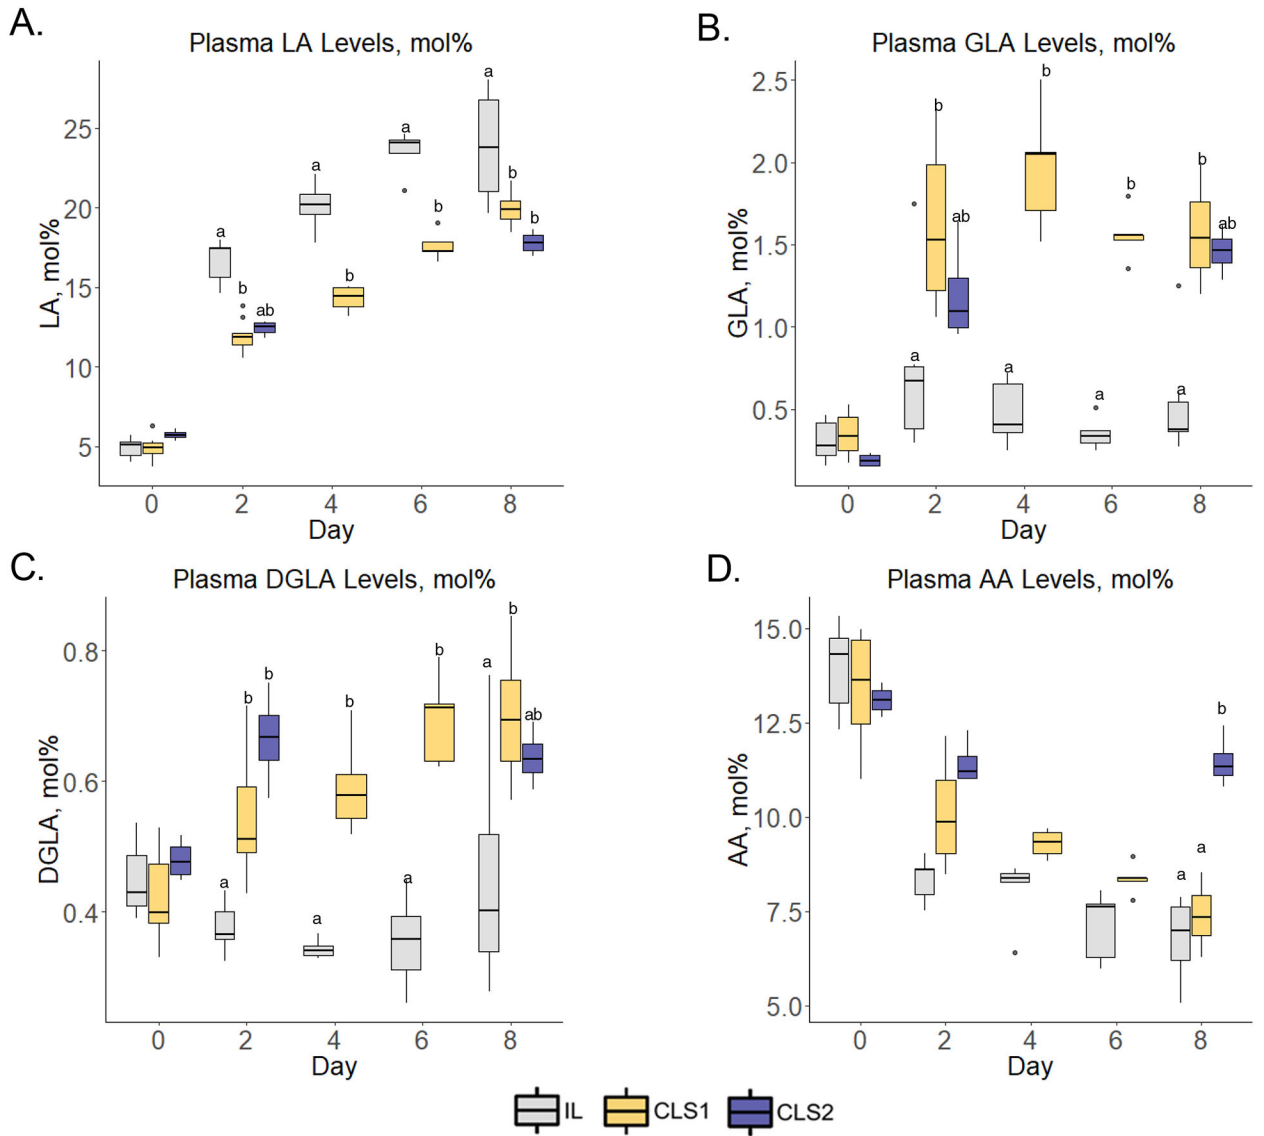 A.
Plasma LA Levels, mol%
LA, mol%
25
20
15
10
5
a
a
a
a
a
b
ab
b
b
b
b
0 2 4 6 8
Day
B.
Plasma GLA Levels, mol%
GLA, mol%
2.5
2.0
1.5
1.0
0.5
b
b
b
b
ab
ab
a
a
a
a
0 2 4 6 8
Day
C.
Plasma DGLA Levels, mol%
DGLA, mol%
0.8
0.6
0.4
b
b
a
b
b
b
ab
a
a
a
0 2 4 6 8
Day
D.
Plasma AA Levels, mol%
AA, mol%
15.0
12.5
10.0
7.5
5.0
b
a
a
0 2 4 6 8
Day
IL CLS1 CLS2